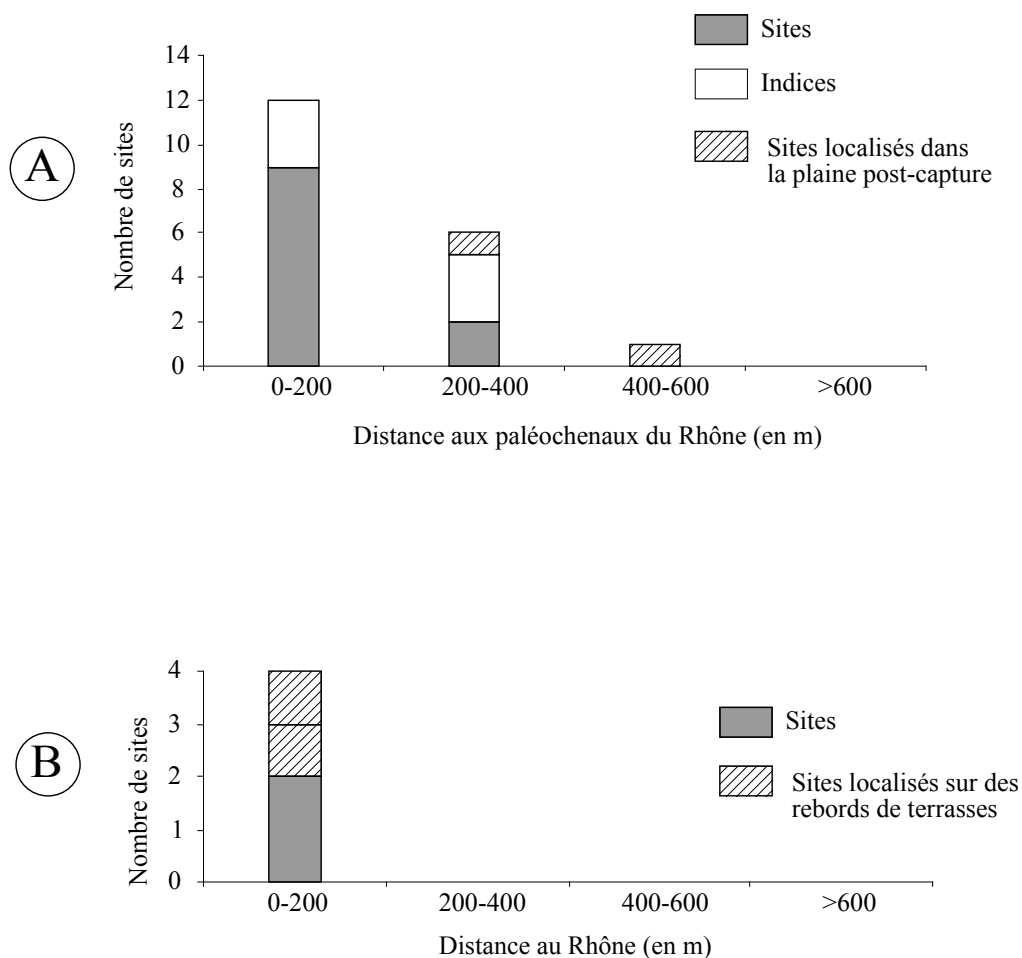 Sites
Indices
Sites localisés dans
la plaine post-capture
A
Nombre de sites
14
12
10
8
6
4
2
0
0-200
200-400
400-600
>600
Distance aux paléochenaux du Rhône (en m)
B
Nombre de sites
4
3
2
1
0
Sites
Sites localisés sur des
rebords de terrasses
0-200
200-400
400-600
>600
Distance au Rhône (en m)